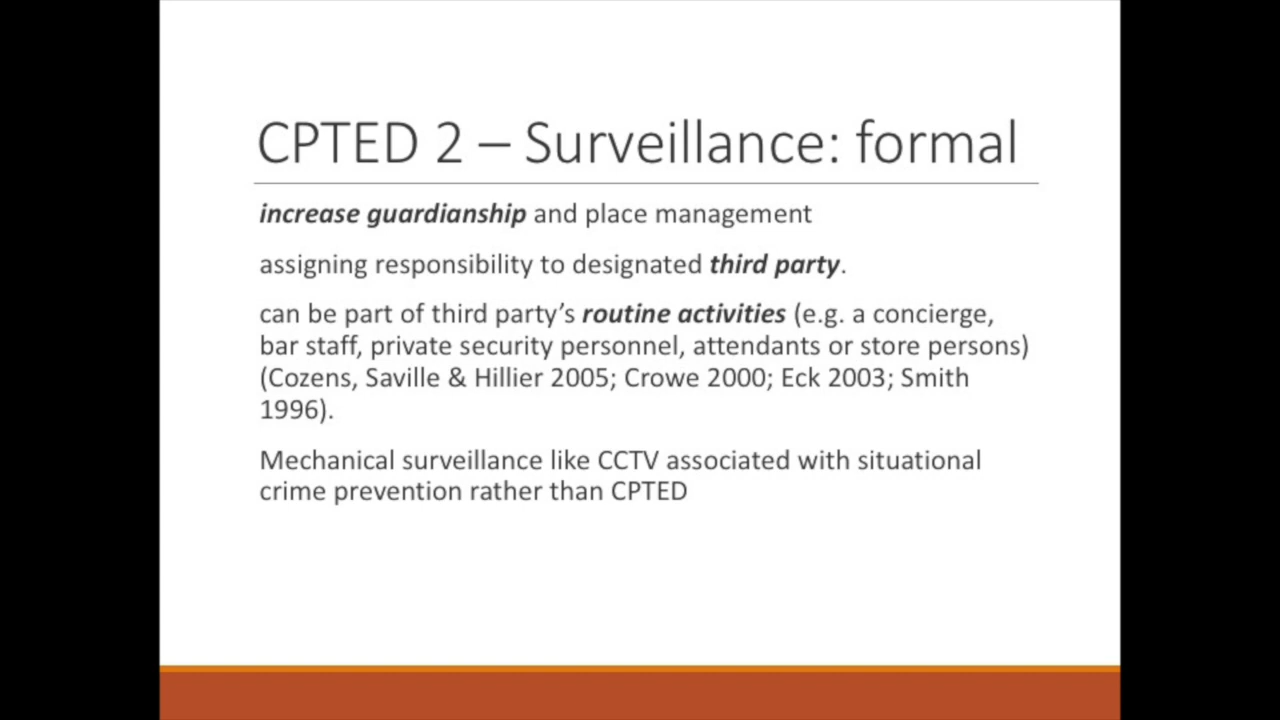 CPTED 2 – Surveillance: formal
increase guardianship and place management
assigning responsibility to designated third party.
can be part of third party’s routine activities (e.g. a concierge,
bar staff, private security personnel, attendants or store persons)
(Cozens, Saville & Hillier 2005; Crowe 2000; Eck 2003; Smith
1996).
Mechanical surveillance like CCTV associated with situational
crime prevention rather than CPTED